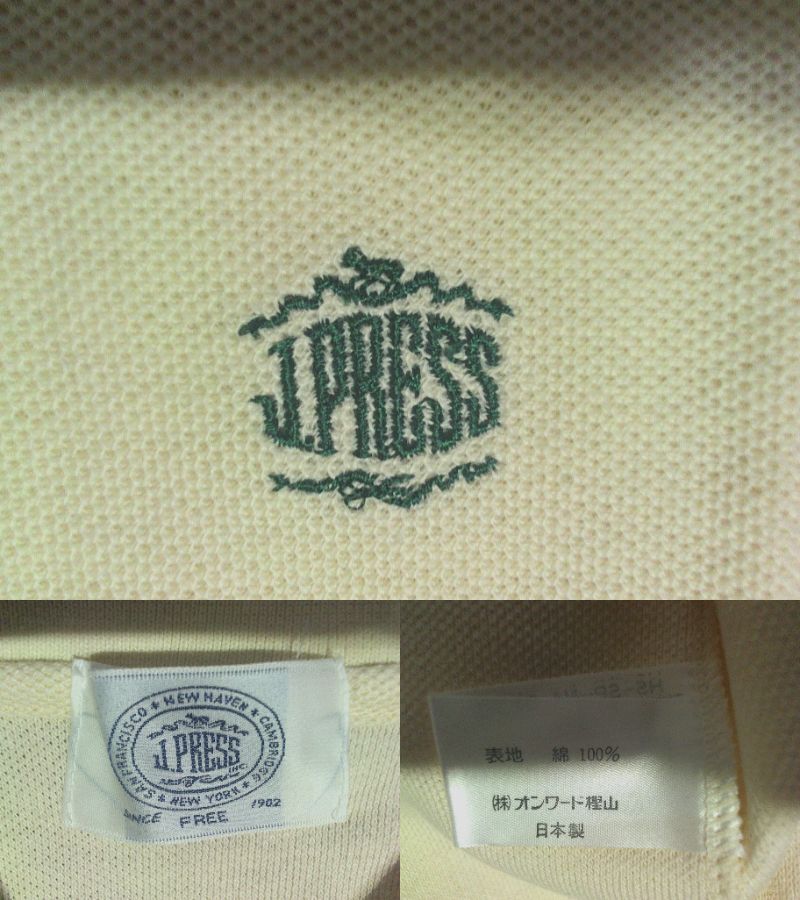 J.PRESS
SAN FRANCISCO ★ NEW HAVEN ★ CAMBRIDGE ★ NEW YORK ★
J.PRESS
INC.
SINCE 1902
FREE
表地 綿 100%
(株)オンワード樫山
日本製